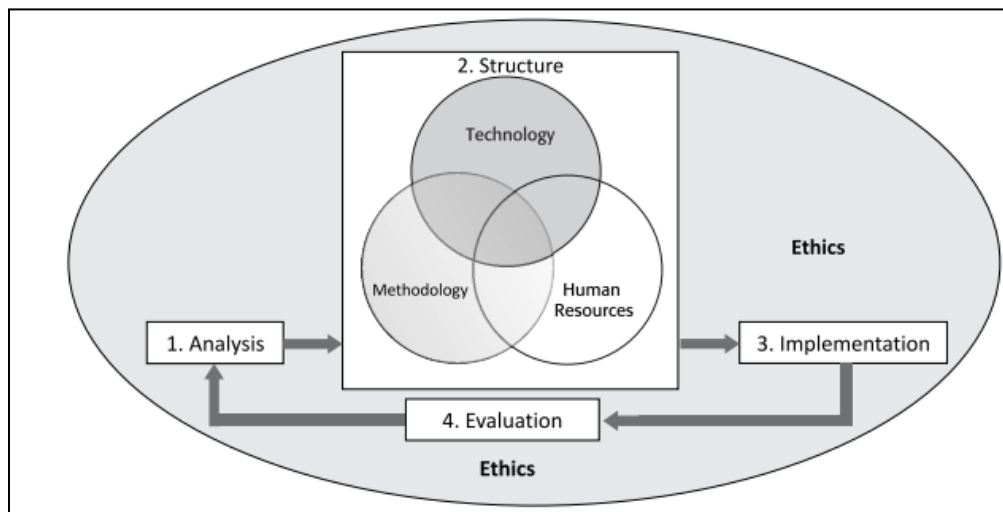 2. Structure
Technology
Methodology
Human
Resources
Ethics
1. Analysis
3. Implementation
4. Evaluation
Ethics